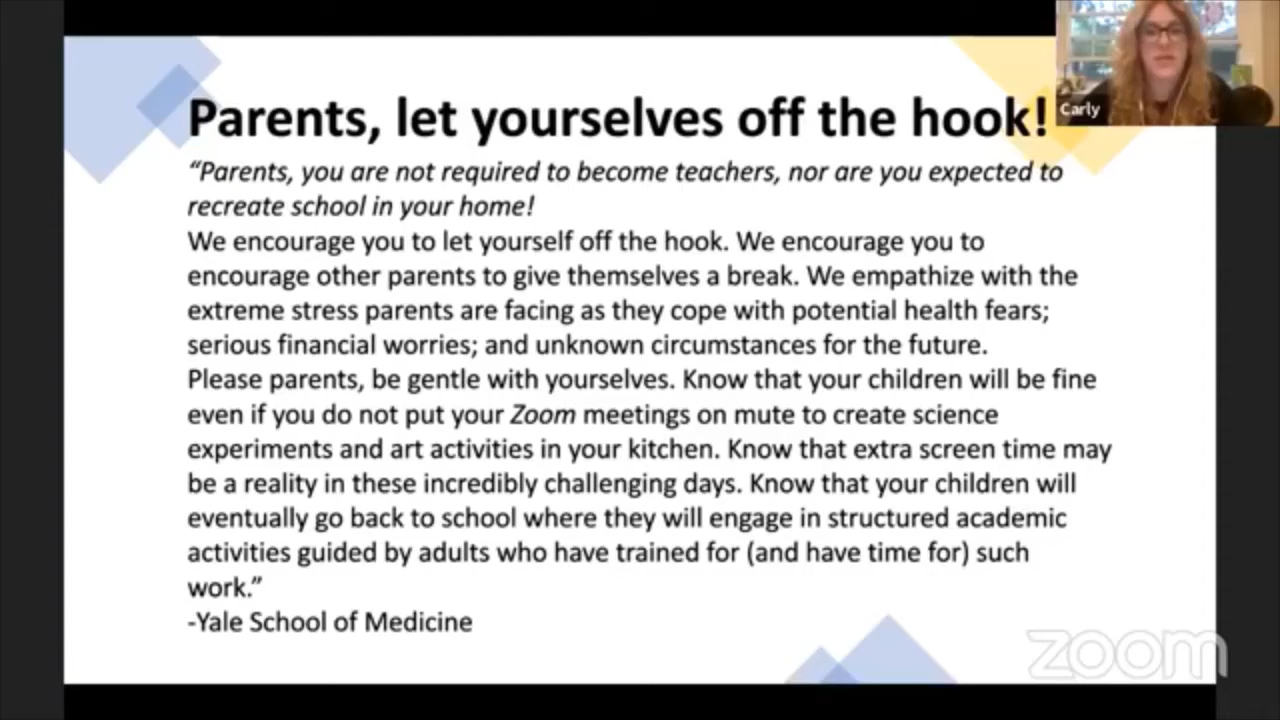 Parents, let yourselves off the hook!
Carly
“Parents, you are not required to become teachers, nor are you expected to
recreate school in your home!
We encourage you to let yourself off the hook. We encourage you to
encourage other parents to give themselves a break. We empathize with the
extreme stress parents are facing as they cope with potential health fears;
serious financial worries; and unknown circumstances for the future.
Please parents, be gentle with yourselves. Know that your children will be fine
even if you do not put your Zoom meetings on mute to create science
experiments and art activities in your kitchen. Know that extra screen time may
be a reality in these incredibly challenging days. Know that your children will
eventually go back to school where they will engage in structured academic
activities guided by adults who have trained for (and have time for) such
work.”
-Yale School of Medicine
zoom